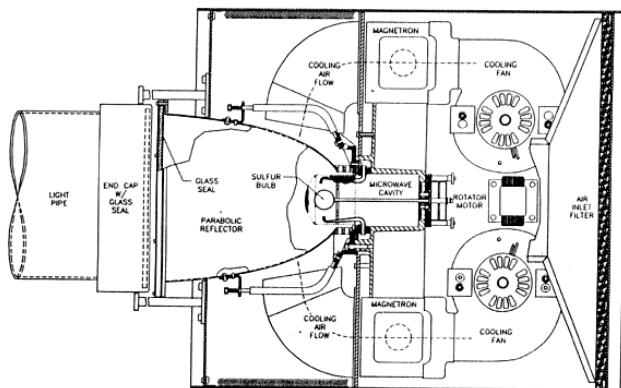 MAGNETRON
COOLING
AIR
FLOW
COOLING
FAN
GLASS
SEAL
SULFUR
BULB
MICROWAVE
CAVITY
ROTATOR
MOTOR
LIGHT
PIPE
END CAP
W/
GLASS
SEAL
PARABOLIC
REFLECTOR
AIR
INLET
FILTER
MAGNETRON
COOLING
AIR
FLOW
COOLING
FAN